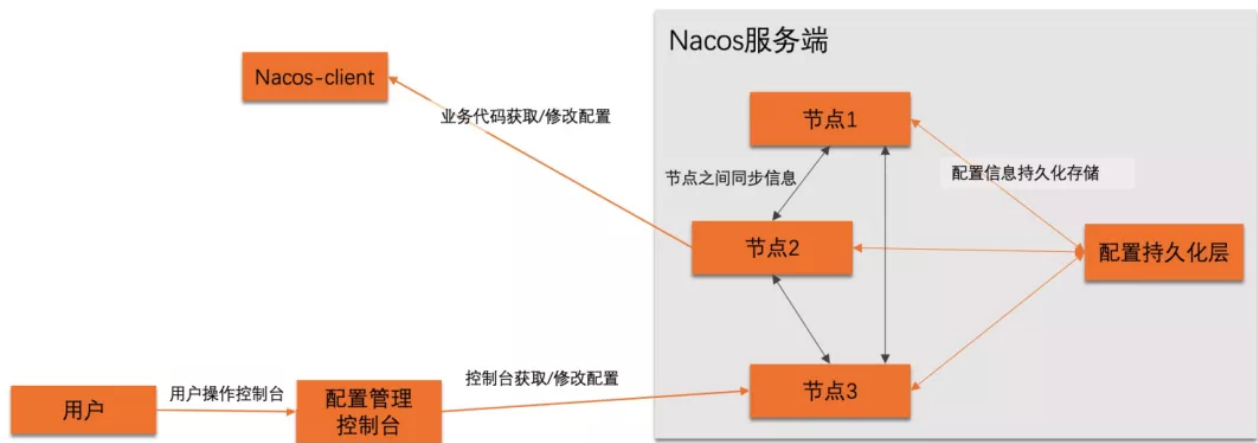 Nacos服务端
Nacos-client
业务代码获取/修改配置
节点1
节点之间同步信息
配置信息持久化存储
节点2
配置持久化层
用户
用户操作控制台
配置管理
控制台
控制台获取/修改配置
节点3